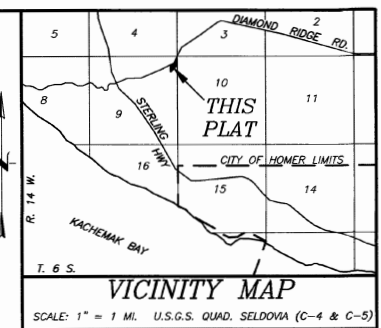 5
4
3
2
DIAMOND RIDGE RD.
8
9
10
11
THIS
PLAT
STERLING
HWY
16
CITY OF HOMER LIMITS
15
14
R. 14 W.
KACHEMAK BAY
T. 6 S.
VICINITY MAP
SCALE: 1" = 1 MI. U.S.G.S. QUAD. SELDOVIA (C-4 & C-5)